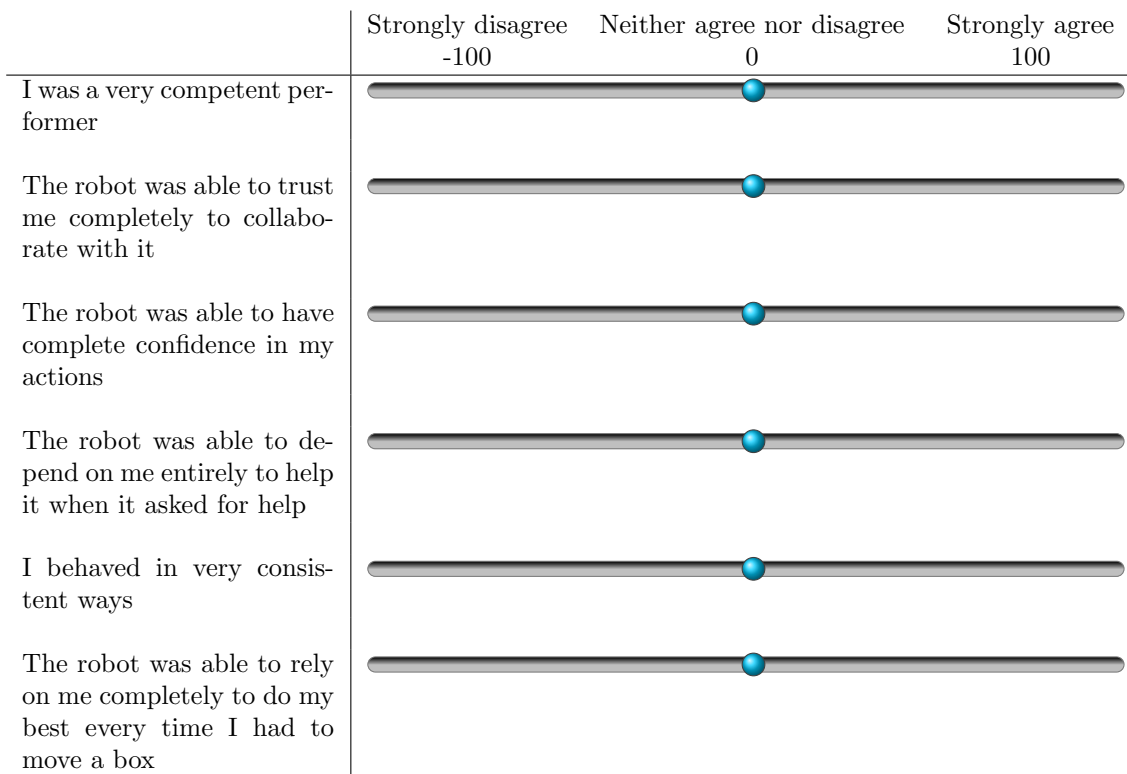 Strongly disagree Neither agree nor disagree Strongly agree
-100 0 100
I was a very competent per-
former
The robot was able to trust
me completely to collabo-
rate with it
The robot was able to have
complete confidence in my
actions
The robot was able to de-
pend on me entirely to help
it when it asked for help
I behaved in very consis-
tent ways
The robot was able to rely
on me completely to do my
best every time I had to
move a box